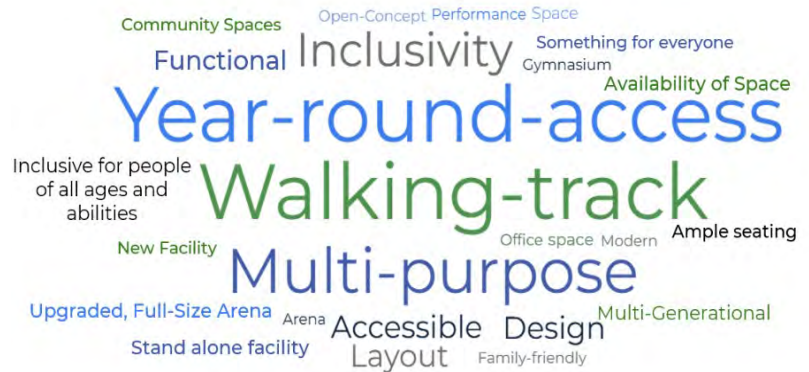 Open-Concept Performance Space
Community Spaces
Functional Inclusivity Something for everyone
Gymnasium
Availability of Space
Year-round-access
Inclusive for people
of all ages and
abilities
Walking-track
Ample seating
Office space Modern
New Facility
Multi-purpose
Upgraded, Full-Size Arena
Arena
Accessible Design
Multi-Generational
Stand alone facility
Layout Family-friendly